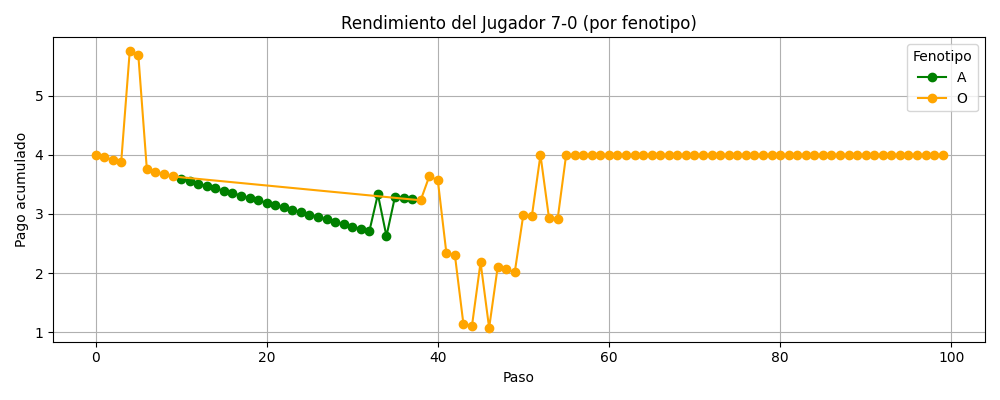 Rendimiento del Jugador 7-0 (por fenotipo)
Pago acumulado
5
4
3
2
1
Fenotipo
A
O
0
20
40
60
80
100
Paso